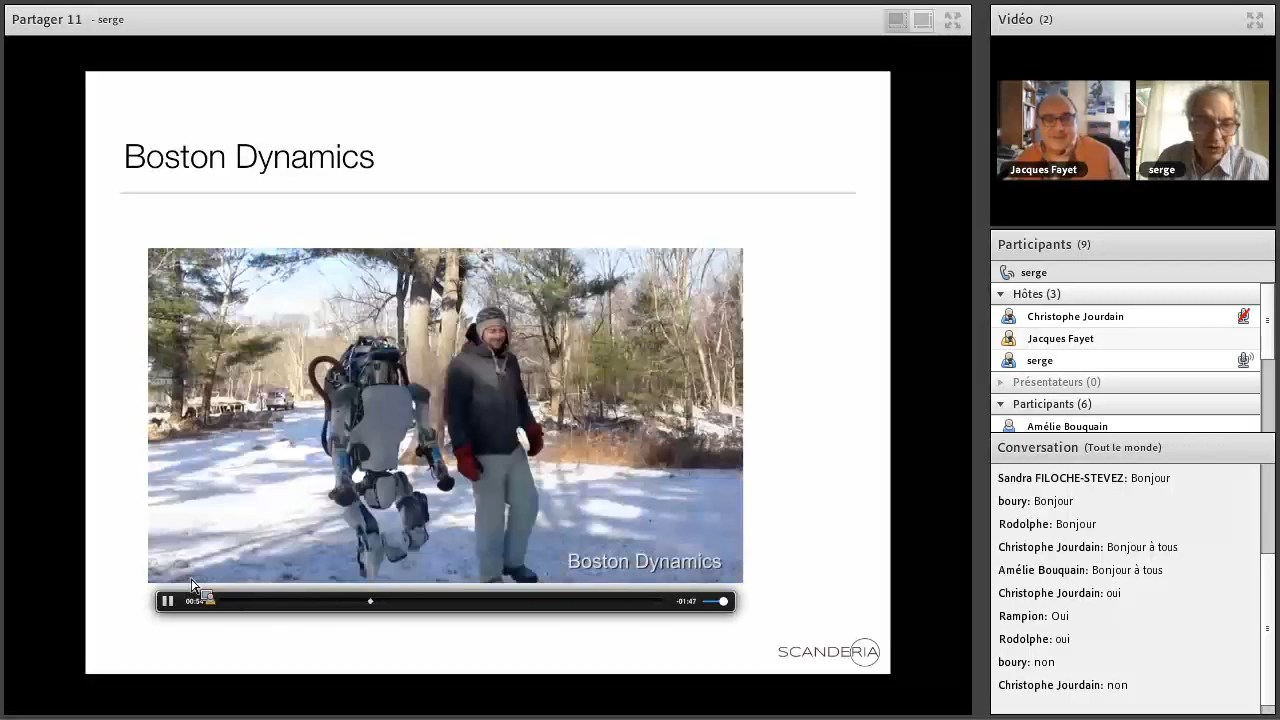 Partager 11 - serge
Boston Dynamics
Boston Dynamics
00:54
-01:47
SCANDERIA
Vidéo (2)
Jacques Fayet
serge
Participants (9)
serge
Hôtes (3)
Christophe Jourdain
Jacques Fayet
serge
Présentateurs (0)
Participants (6)
Amélie Bouquain
Conversation (Tout le monde)
Sandra FILOCHE-STEVEZ: Bonjour
boury: Bonjour
Rodolphe: Bonjour
Christophe Jourdain: Bonjour à tous
Amélie Bouquain: Bonjour à tous
Christophe Jourdain: oui
Rampion: Oui
Rodolphe: oui
boury: non
Christophe Jourdain: non